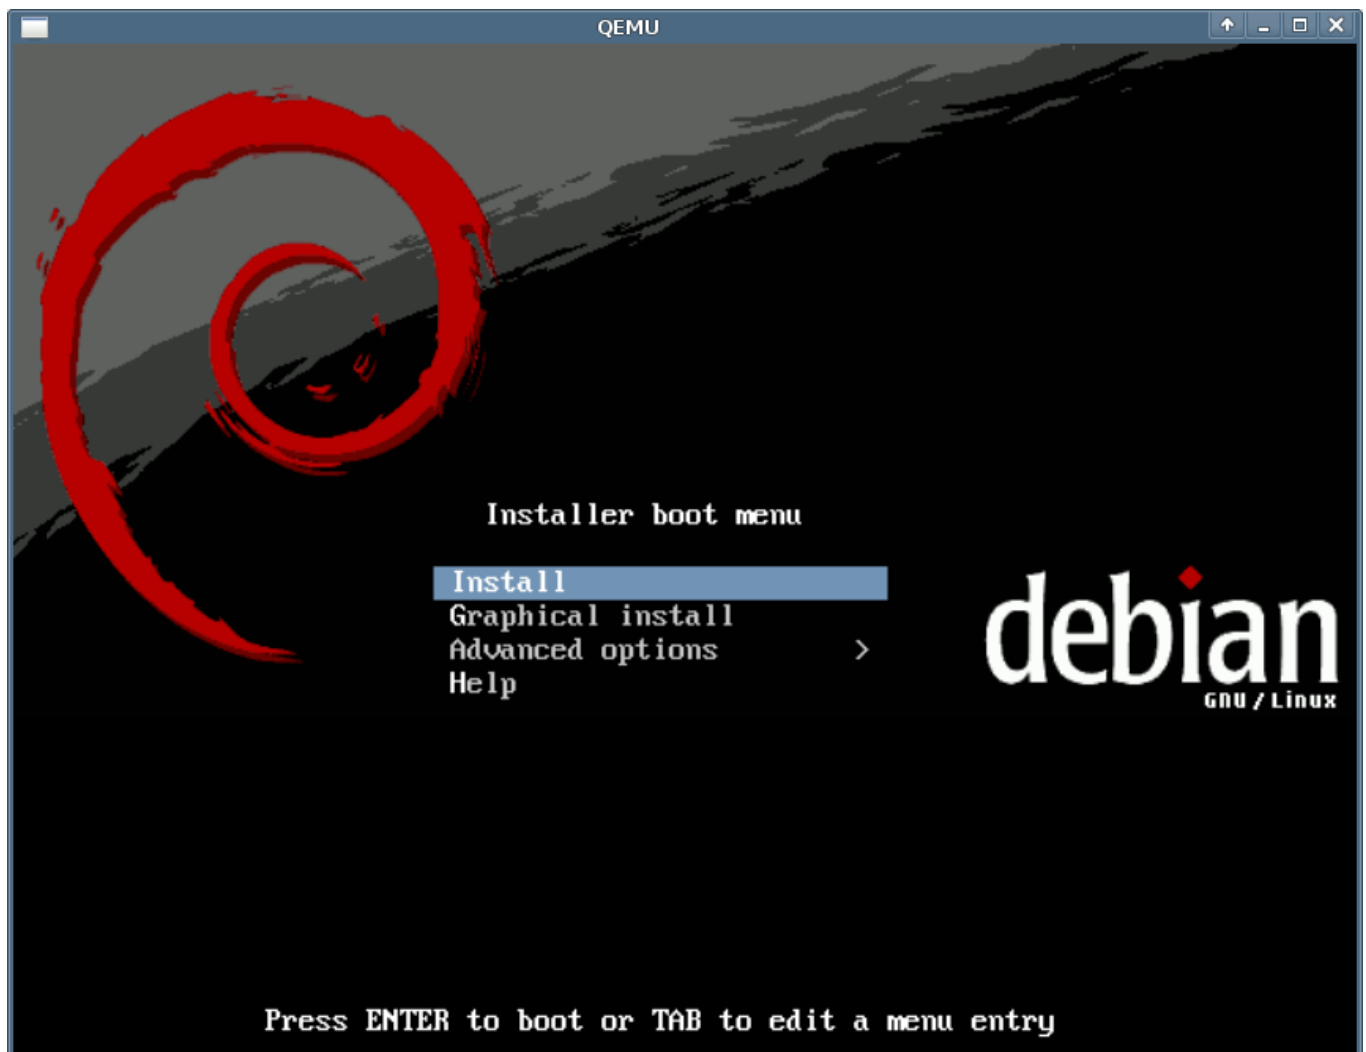 QEMU
Installer boot menu
Install
Graphical install
Advanced options >
Help
debian
GNU/Linux
Press ENTER to boot or TAB to edit a menu entry